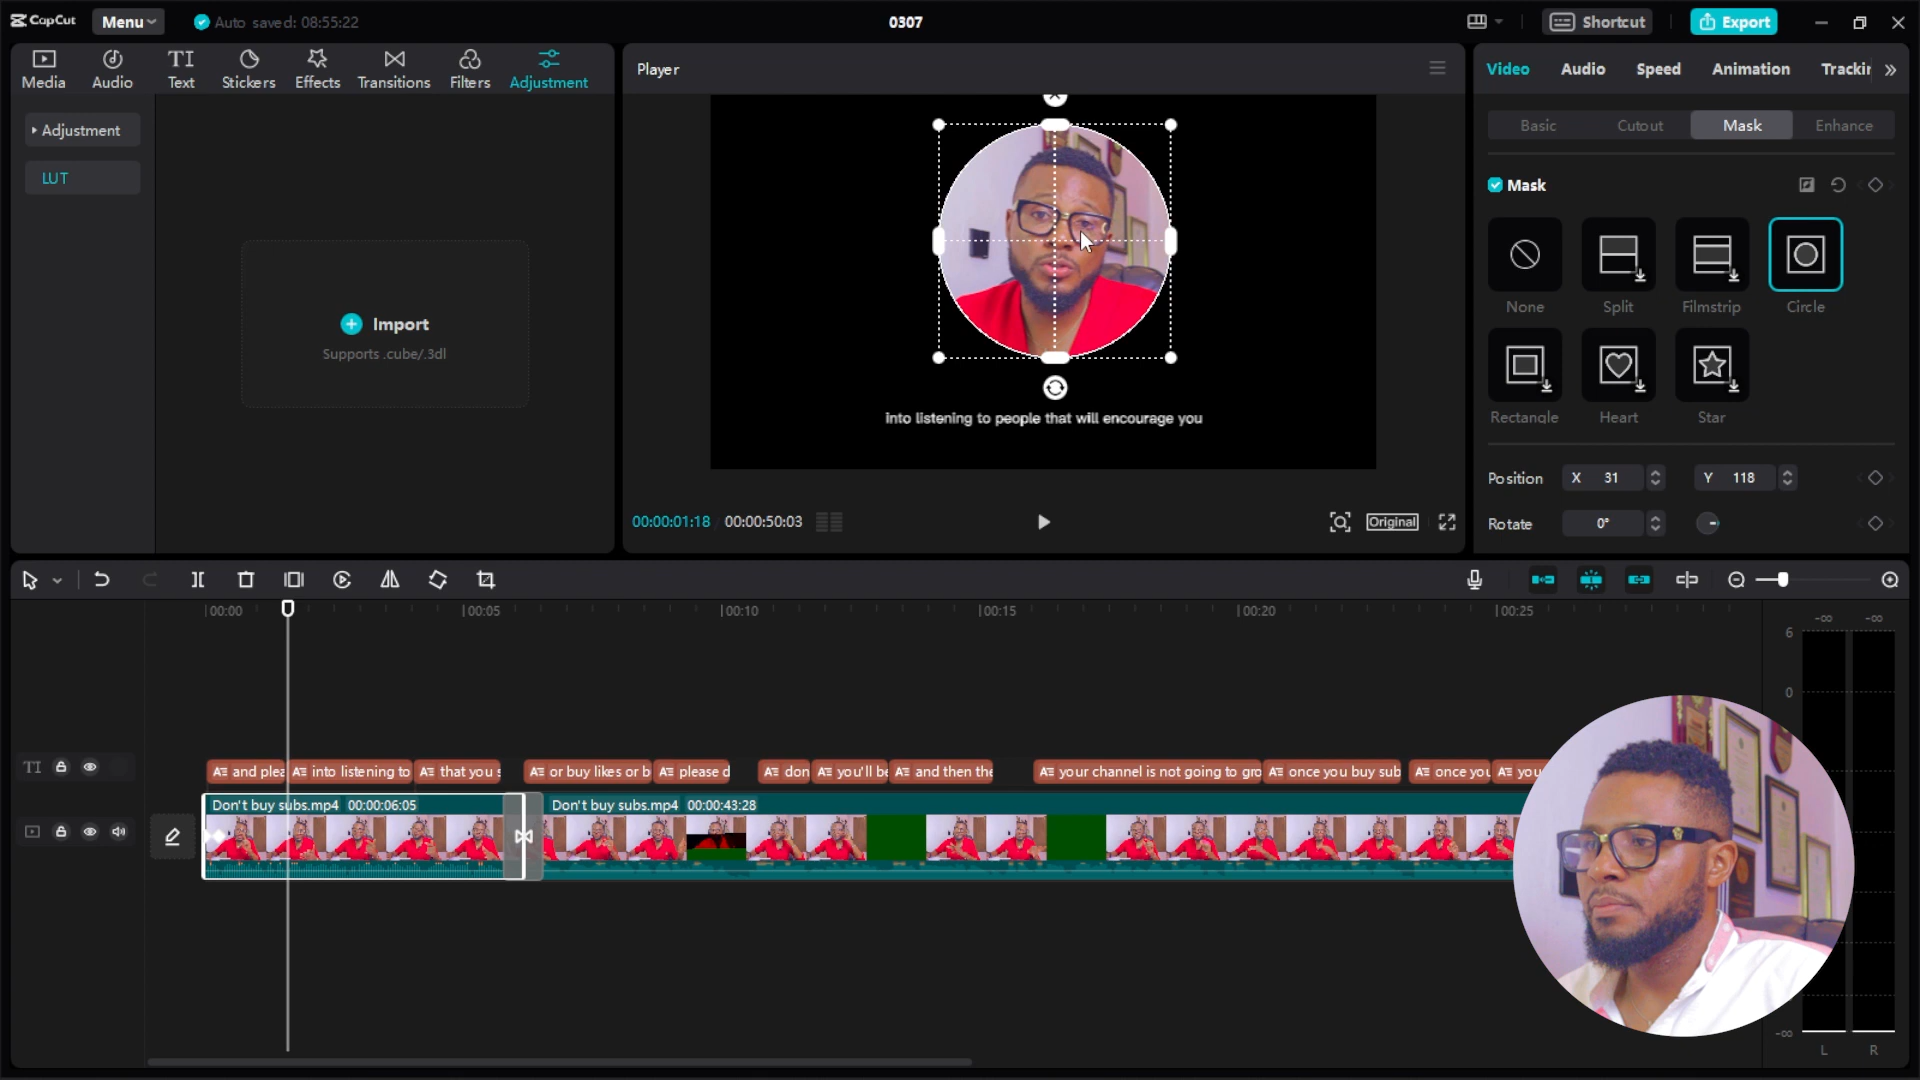 CapCut Menu Auto saved: 08:55:22 0307 Shortcut Export
Media Audio Text Stickers Effects Transitions Filters Adjustment
Adjustment
LUT
Import
Supports .cube/.3dl
Player
into listening to people that will encourage you
00:00:01:18 00:00:50:03 Original
Video Audio Speed Animation Trackin
Basic Cutout Mask Enhance
Mask
None Split Filmstrip Circle
Rectangle Heart Star
Position X 31 Y 118
Rotate 0°
00:00 00:05 00:10 00:15 00:20 00:25
and plea into listening to that you s or buy likes or b please d don you'll be and then the your channel is not going to gro once you buy sub once you you
Don't buy subs.mp4 00:00:06:05 Don't buy subs.mp4 00:00:43:28
-∞ -∞
6
0
-∞
L R